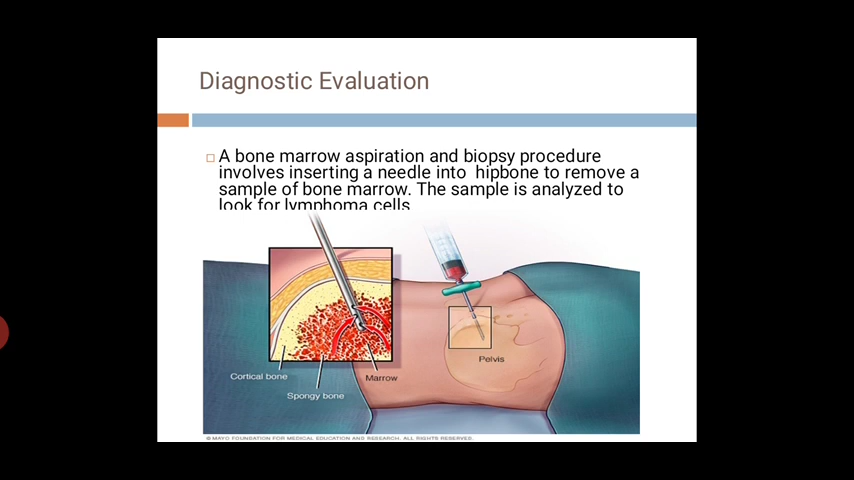 Diagnostic Evaluation
A bone marrow aspiration and biopsy procedure
involves inserting a needle into hipbone to remove a
sample of bone marrow. The sample is analyzed to
look for lymphoma cells
Pelvis
Cortical bone
Marrow
Spongy bone
© MAYO FOUNDATION FOR MEDICAL EDUCATION AND RESEARCH. ALL RIGHTS RESERVED.